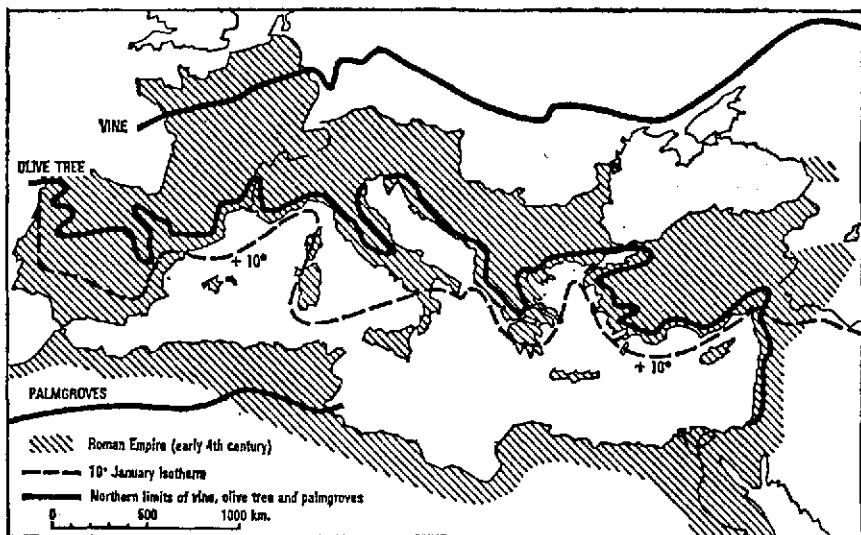 VINE
OLIVE TREE
+ 10°
+ 10°
PALMGROVES
Roman Empire (early 4th century)
10° January Isotherm
Northern limits of vine, olive tree and palmgroves
0 500 1000 km.